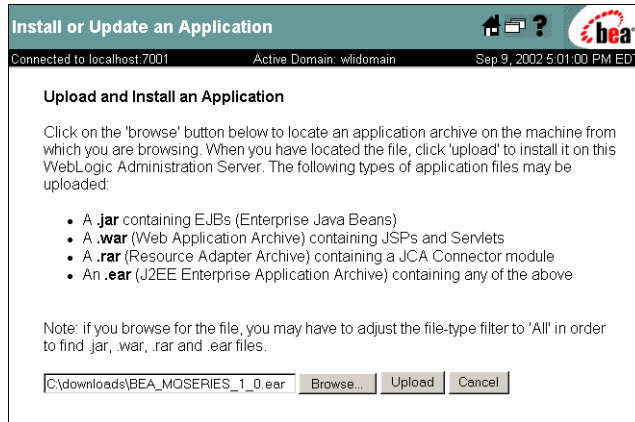 Install or Update an Application
bea
Connected to localhost:7001 Active Domain: wlidomain Sep 9, 2002 5:01:00 PM EDT
Upload and Install an Application
Click on the 'browse' button below to locate an application archive on the machine from
which you are browsing. When you have located the file, click 'upload' to install it on this
WebLogic Administration Server. The following types of application files may be
uploaded:
• A .jar containing EJBs (Enterprise Java Beans)
• A .war (Web Application Archive) containing JSPs and Servlets
• A .rar (Resource Adapter Archive) containing a JCA Connector module
• An .ear (J2EE Enterprise Application Archive) containing any of the above
Note: if you browse for the file, you may have to adjust the file-type filter to 'All' in order
to find .jar, .war, .rar and .ear files.
C:\downloads\BEA_MQSERIES_1_0.ear Browse... Upload Cancel